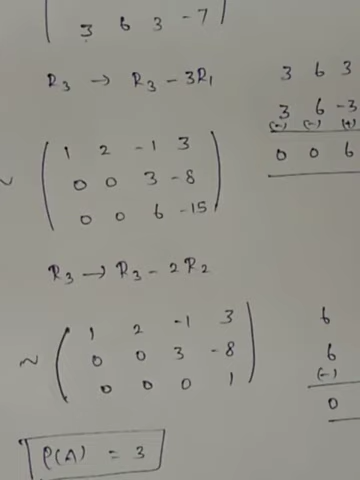 3 6 3 -7
R₃ → R₃ - 3R₁
3 6 3
3 6 -3
(-) (-) (+)
0 0 6
~ 1 2 -1 3
0 0 3 -8
0 0 6 -15
R₃ → R₃ - 2R₂
~ 1 2 -1 3
0 0 3 -8
0 0 0 1
6
6
(-)
0
ρ(A) = 3